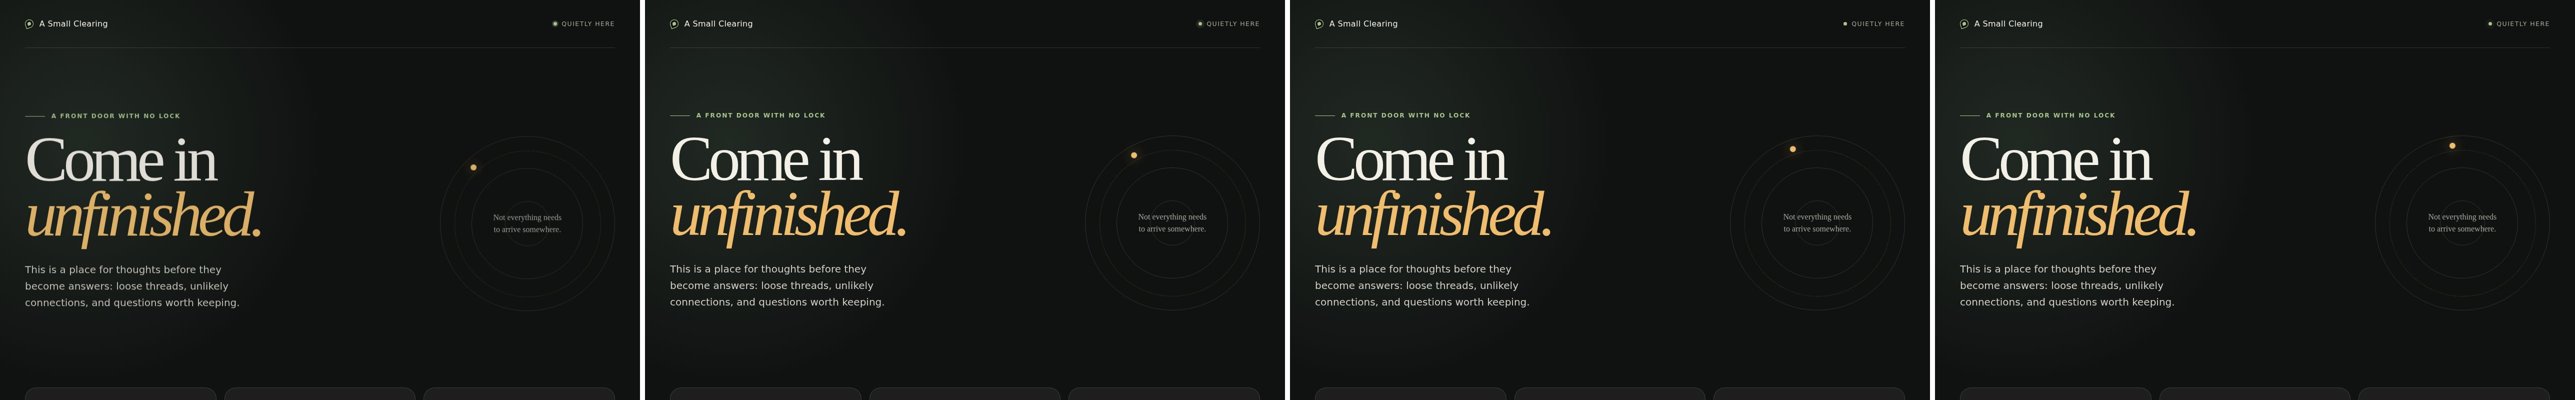 A Small Clearing
QUIETLY HERE
A FRONT DOOR WITH NO LOCK
Come in
unfinished.
This is a place for thoughts before they
become answers: loose threads, unlikely
connections, and questions worth keeping.
Not everything needs
to arrive somewhere.
A Small Clearing
QUIETLY HERE
A FRONT DOOR WITH NO LOCK
Come in
unfinished.
This is a place for thoughts before they
become answers: loose threads, unlikely
connections, and questions worth keeping.
Not everything needs
to arrive somewhere.
A Small Clearing
QUIETLY HERE
A FRONT DOOR WITH NO LOCK
Come in
unfinished.
This is a place for thoughts before they
become answers: loose threads, unlikely
connections, and questions worth keeping.
Not everything needs
to arrive somewhere.
A Small Clearing
QUIETLY HERE
A FRONT DOOR WITH NO LOCK
Come in
unfinished.
This is a place for thoughts before they
become answers: loose threads, unlikely
connections, and questions worth keeping.
Not everything needs
to arrive somewhere.